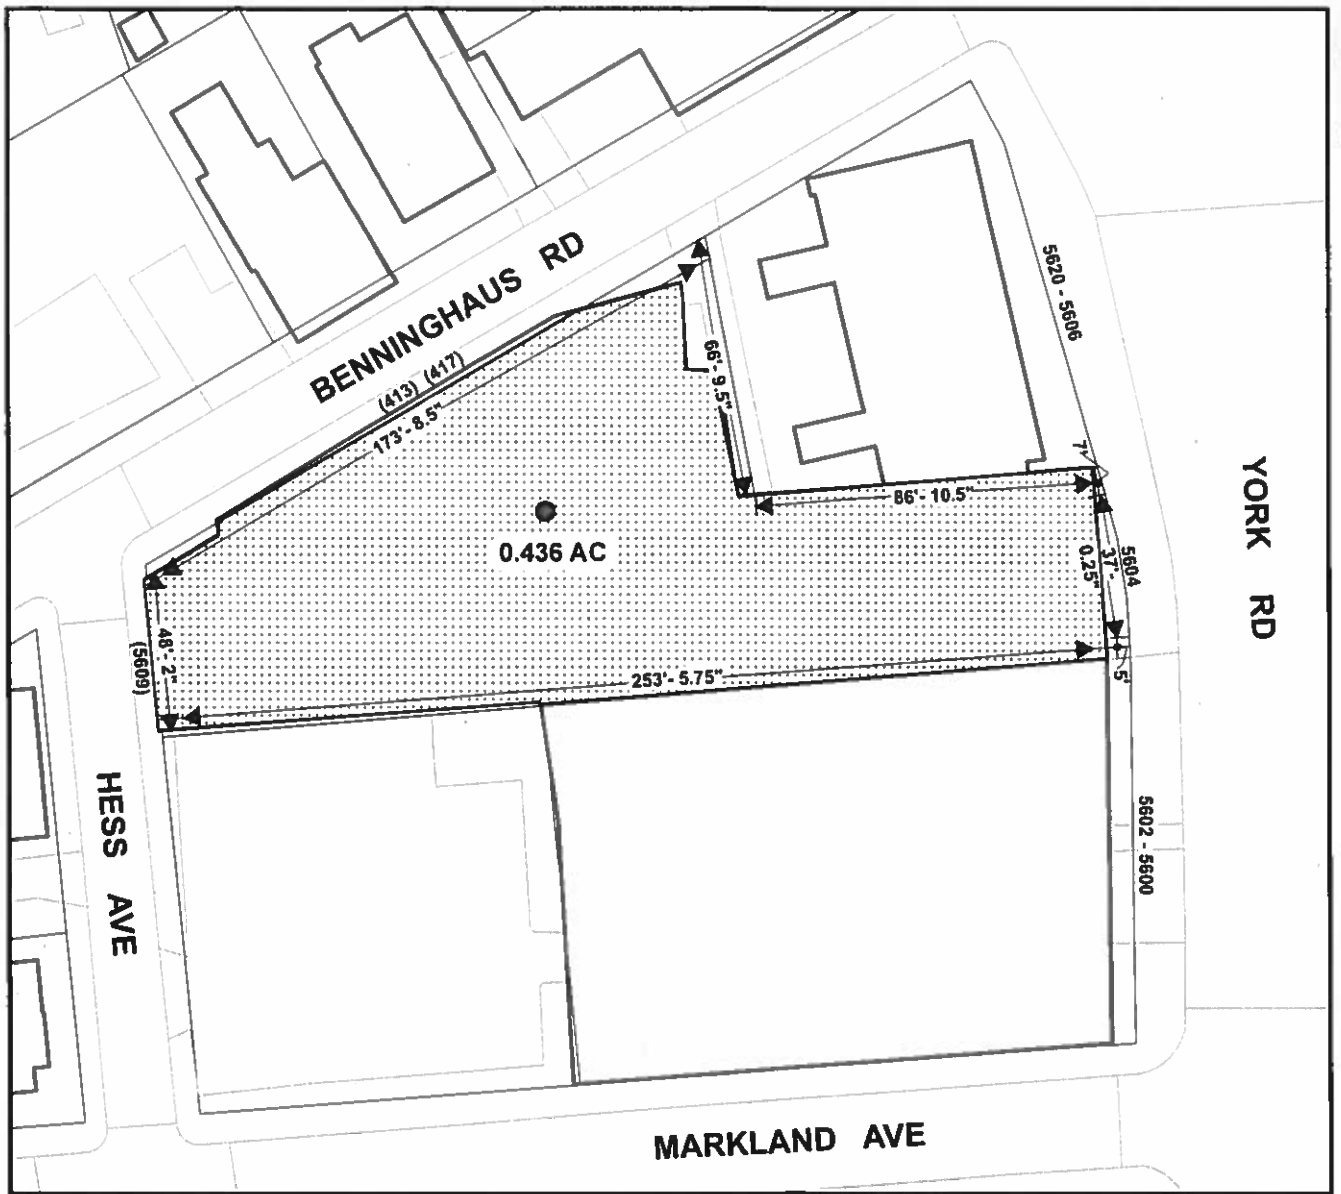 BENNINGHAUS RD
(413) (417)
173'- 8.5"
66'- 9.5"
5620 - 5606
7'
86'- 10.5"
YORK RD
0.436 AC
5604
37'-
0.25"
48'- 2"
(5609)
253'- 5.75"
5'
HESS AVE
5602 - 5600
MARKLAND AVE